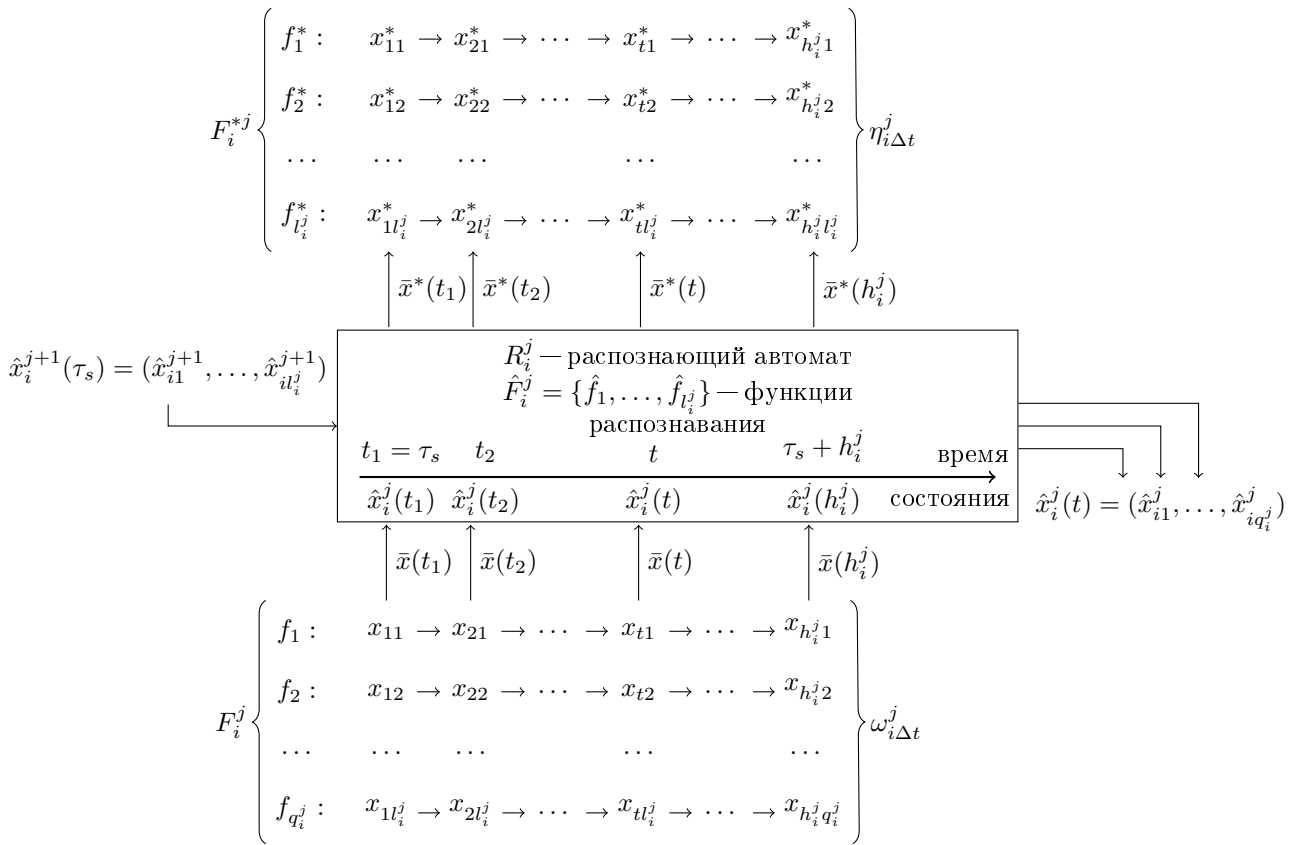 f_1^* : x_{11}^* → x_{21}^* → ⋯ → x_{t1}^* → ⋯ → x_{h_i^j 1}^*
f_2^* : x_{12}^* → x_{22}^* → ⋯ → x_{t2}^* → ⋯ → x_{h_i^j 2}^*
F_i^{*j} η_{iΔt}^j
⋯ ⋯ ⋯ ⋯ ⋯
f_{l_i^j}^* : x_{1l_i^j}^* → x_{2l_i^j}^* → ⋯ → x_{tl_i^j}^* → ⋯ → x_{h_i^j l_i^j}^*
x̄^*(t_1) x̄^*(t_2) x̄^*(t) x̄^*(h_i^j)
x̂_i^{j+1}(τ_s) = (x̂_{i1}^{j+1}, …, x̂_{il_i^j}^{j+1})
R_i^j — распознающий автомат
F̂_i^j = {f̂_1, …, f̂_{l_i^j}} — функции
распознавания
t_1 = τ_s t_2 t τ_s + h_i^j время
x̂_i^j(t_1) x̂_i^j(t_2) x̂_i^j(t) x̂_i^j(h_i^j) состояния
x̂_i^j(t) = (x̂_{i1}^j, …, x̂_{iq_i^j}^j)
x̄(t_1) x̄(t_2) x̄(t) x̄(h_i^j)
f_1 : x_{11} → x_{21} → ⋯ → x_{t1} → ⋯ → x_{h_i^j 1}
f_2 : x_{12} → x_{22} → ⋯ → x_{t2} → ⋯ → x_{h_i^j 2}
F_i^j ω_{iΔt}^j
⋯ ⋯ ⋯ ⋯ ⋯
f_{q_i^j} : x_{1l_i^j} → x_{2l_i^j} → ⋯ → x_{tl_i^j} → ⋯ → x_{h_i^j q_i^j}